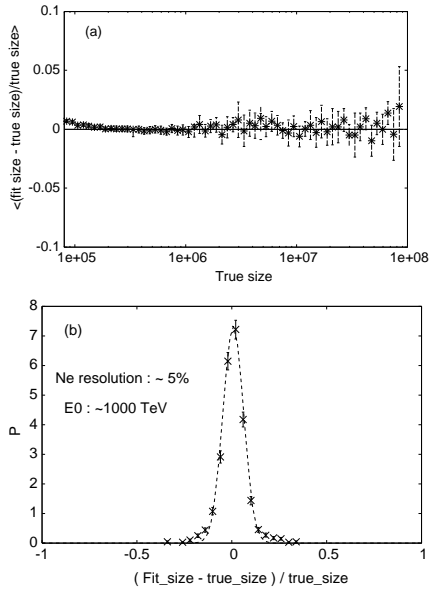 0.1
(a)
0.05
0
-0.05
-0.1
<(fit size - true size)/true size>
1e+05 1e+06 1e+07 1e+08
True size
8
(b)
7
6
Ne resolution : ~ 5%
5
E0 : ~1000 TeV
4
P
3
2
1
0
-1 -0.5 0 0.5 1
( Fit_size - true_size ) / true_size